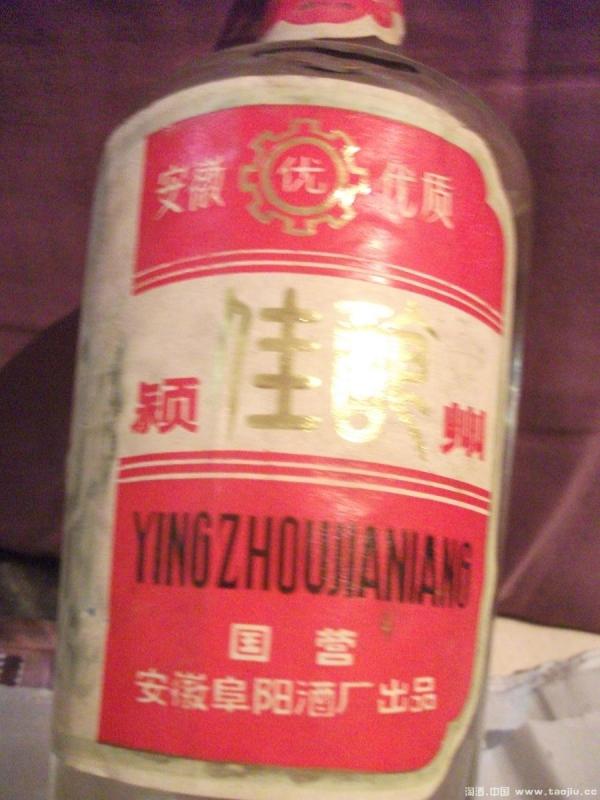 安徽 优 优质
颍 佳酿 州
YINGZHOUJIANIANG
国营
安徽阜阳酒厂出品
淘酒.中国 www.taojiu.cc